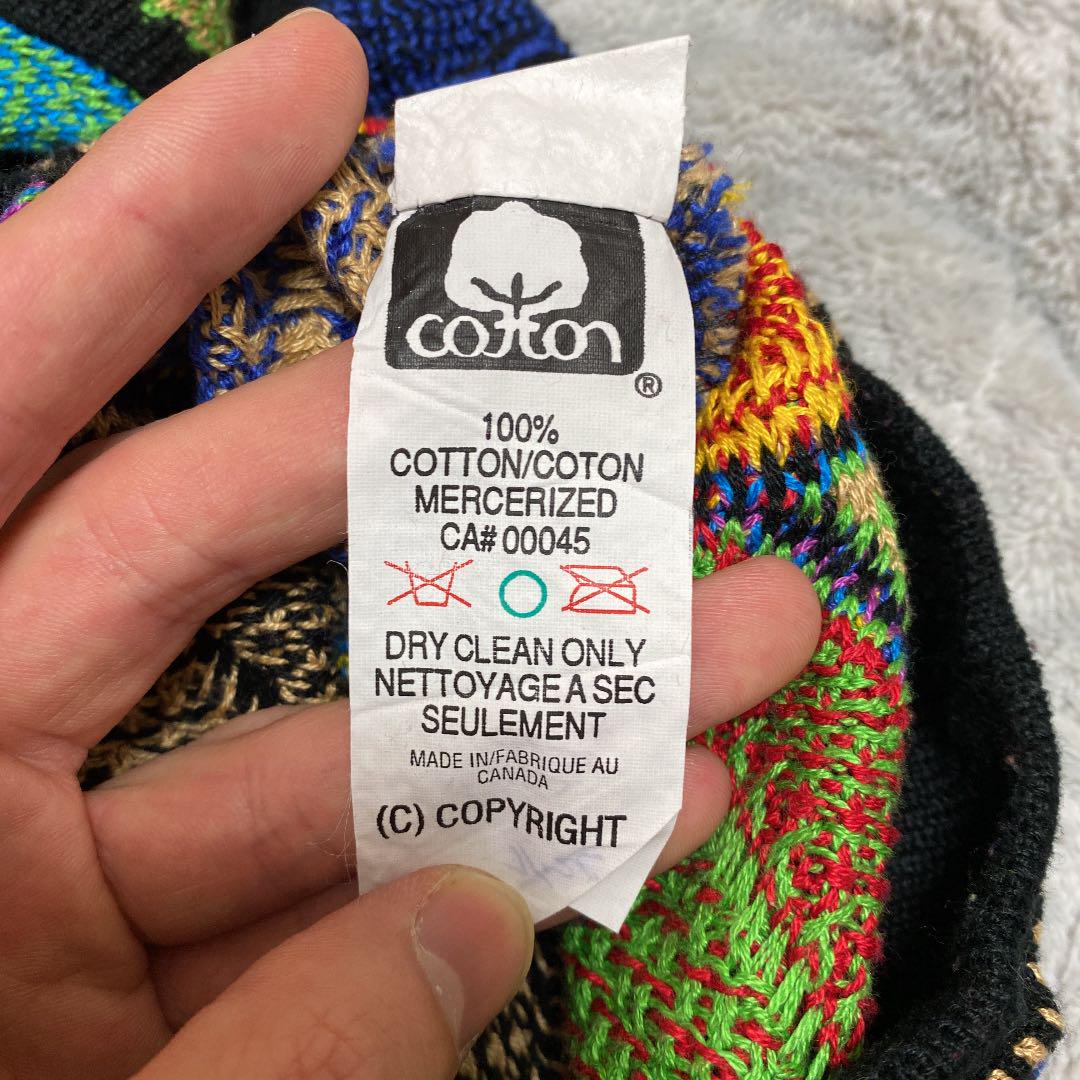 cotton
®
100%
COTTON/COTON
MERCERIZED
CA# 00045
DRY CLEAN ONLY
NETTOYAGE A SEC
SEULEMENT
MADE IN/FABRIQUE AU
CANADA
(C) COPYRIGHT